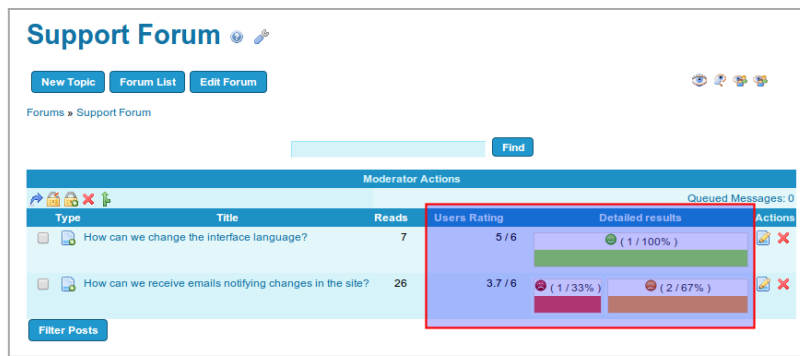 Support Forum
New Topic Forum List Edit Forum
Forums » Support Forum
Find
Moderator Actions
Queued Messages: 0
Type Title Reads Users Rating Detailed results Actions
How can we change the interface language? 7 5 / 6 ( 1 / 100% )
How can we receive emails notifying changes in the site? 26 3.7 / 6 ( 1 / 33% ) ( 2 / 67% )
Filter Posts